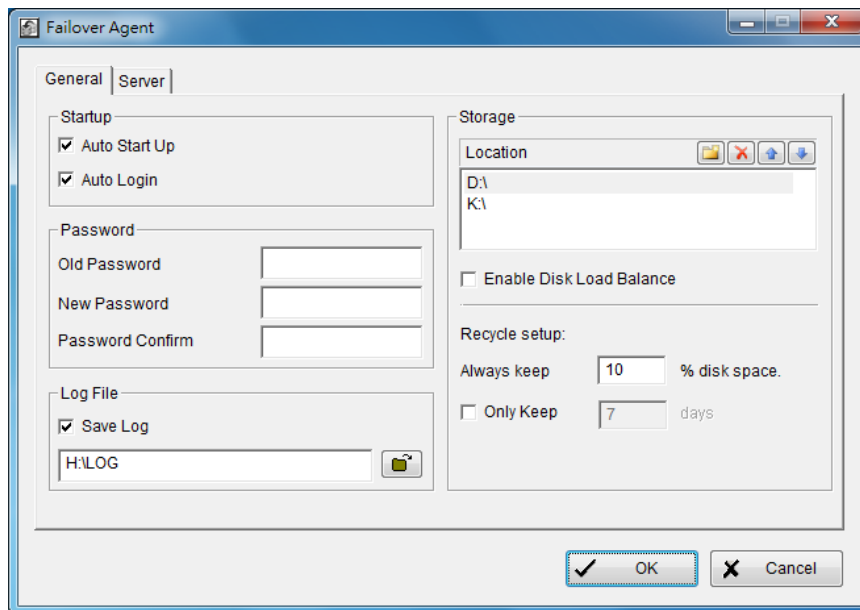 Failover Agent
General
Server
Startup
Auto Start Up
Auto Login
Password
Old Password
New Password
Password Confirm
Log File
Save Log
H:\LOG
Storage
Location
D:\
K:\
Enable Disk Load Balance
Recycle setup:
Always keep 10 % disk space.
Only Keep 7 days
OK
Cancel